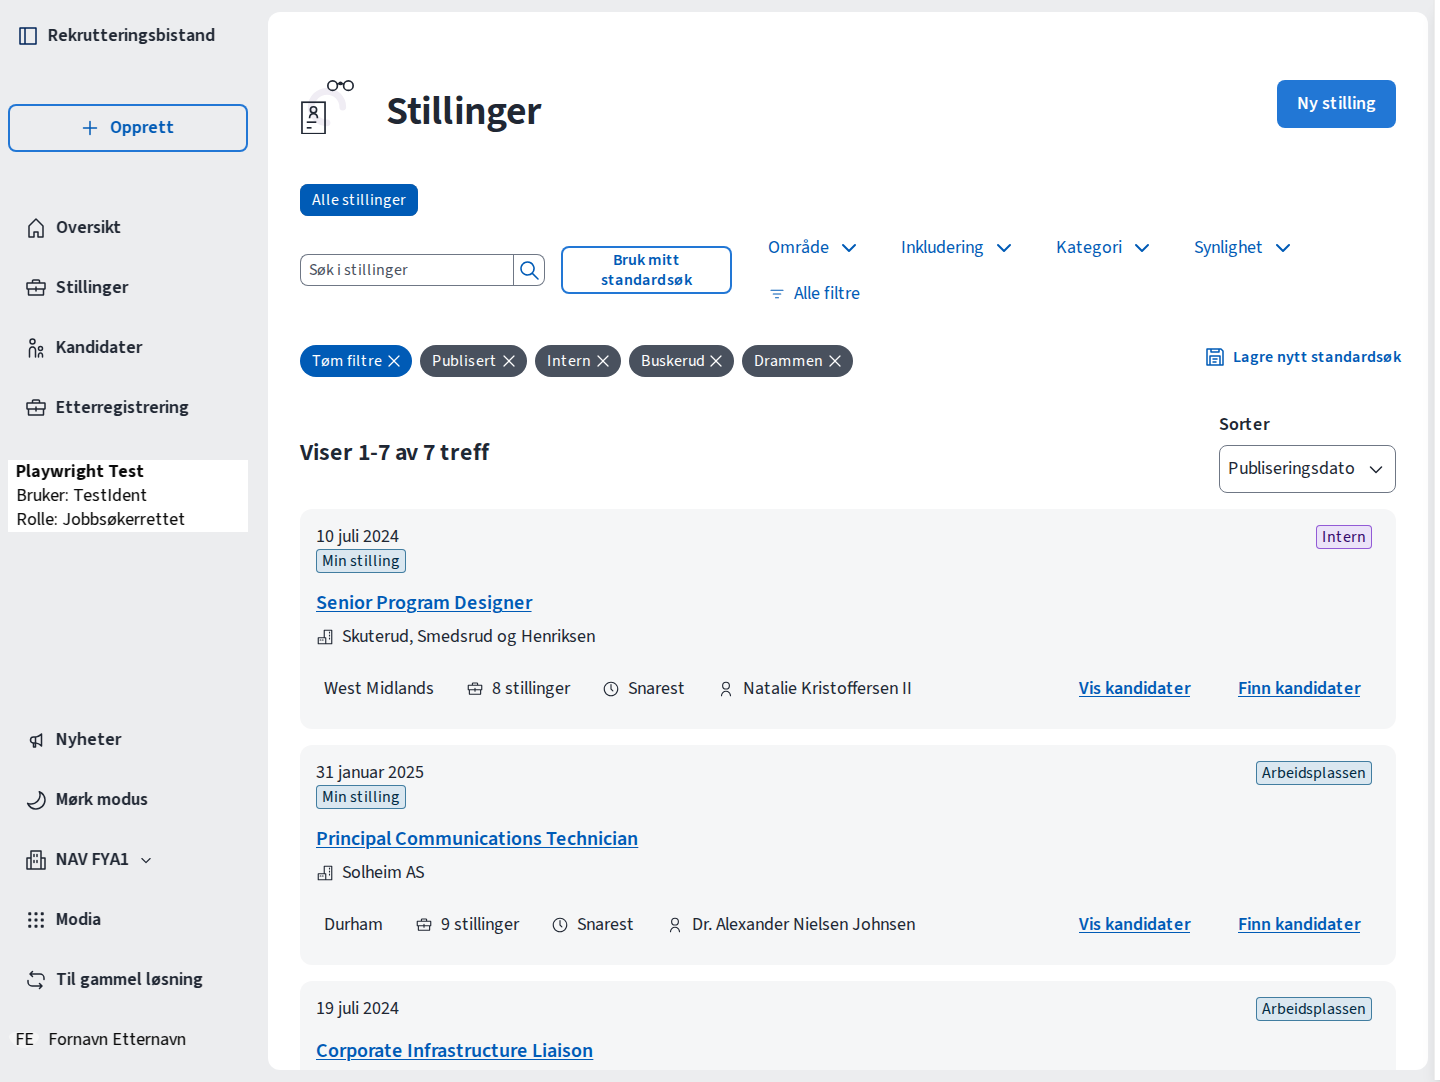 Rekrutteringsbistand
Opprett
Oversikt
Stillinger
Kandidater
Etterregistrering
Playwright Test
Bruker: TestIdent
Rolle: Jobbsøkerrettet
Nyheter
Mørk modus
NAV FYA1
Modia
Til gammel løsning
FE Fornavn Etternavn
Stillinger
Ny stilling
Alle stillinger
Søk i stillinger
Bruk mitt
standardsøk
Område Inkludering Kategori Synlighet
Alle filtre
Tøm filtre Publisert Intern Buskerud Drammen
Lagre nytt standardsøk
Viser 1-7 av 7 treff
Sorter
Publiseringsdato
10 juli 2024
Intern
Min stilling
Senior Program Designer
Skuterud, Smedsrud og Henriksen
West Midlands 8 stillinger Snarest Natalie Kristoffersen II Vis kandidater Finn kandidater
31 januar 2025
Arbeidsplassen
Min stilling
Principal Communications Technician
Solheim AS
Durham 9 stillinger Snarest Dr. Alexander Nielsen Johnsen Vis kandidater Finn kandidater
19 juli 2024
Arbeidsplassen
Corporate Infrastructure Liaison